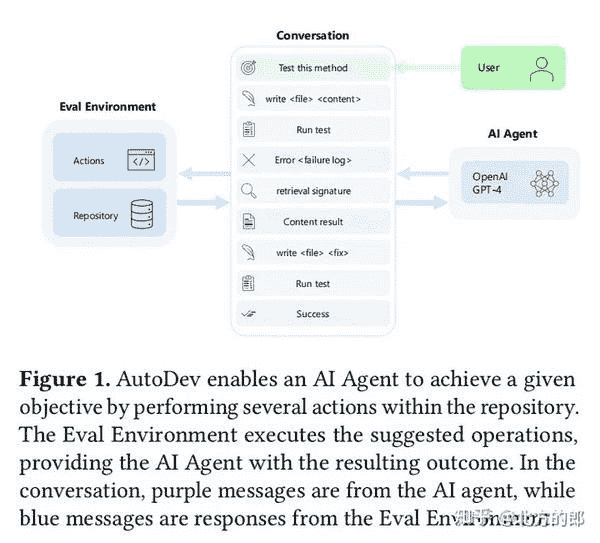 Conversation
Test this method
User
write <file> <content>
Eval Environment
Run test
AI Agent
Actions
Error <failure log>
OpenAI
GPT-4
retrieval signature
Repository
Content result
write <file> <fix>
Run test
Success
Figure 1. AutoDev enables an AI Agent to achieve a given
objective by performing several actions within the repository.
The Eval Environment executes the suggested operations,
providing the AI Agent with the resulting outcome. In the
conversation, purple messages are from the AI agent, while
blue messages are responses from the Eval Environment.
知乎